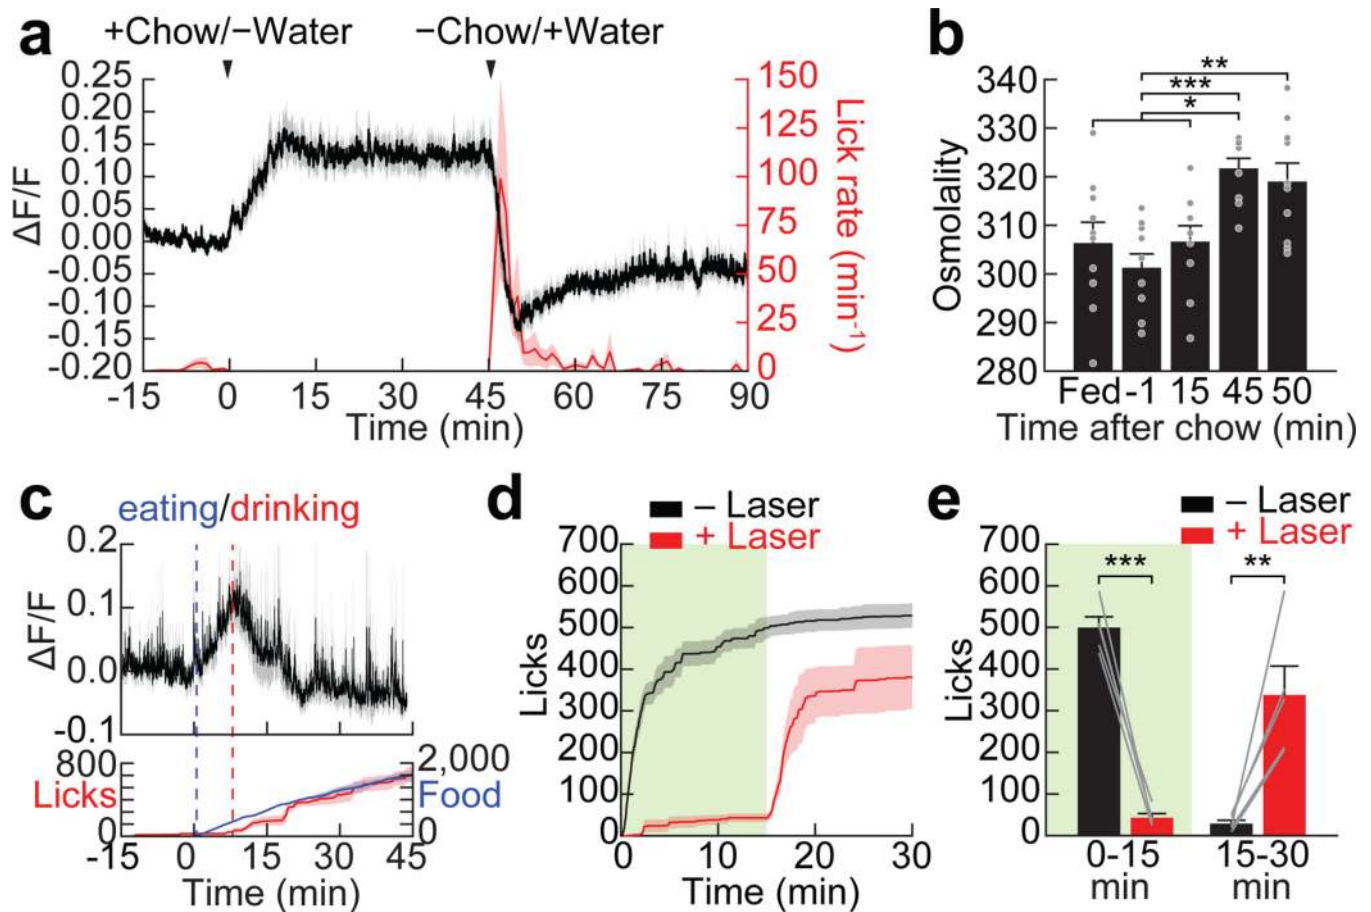 a
+Chow/−Water
−Chow/+Water
0.25
0.20
0.15
0.10
0.05
0.00
-0.05
-0.10
-0.15
-0.20
ΔF/F
150
125
100
75
50
25
0
Lick rate (min⁻¹)
-15 0 15 30 45 60 75 90
Time (min)
b
340
330
320
310
300
290
280
Osmolality
**
***
*
Fed -1 15 45 50
Time after chow (min)
c
eating/drinking
0.2
0.1
0.0
-0.1
ΔF/F
800
Licks
0
2,000
Food
0
-15 0 15 30 45
Time (min)
d
− Laser
+ Laser
700
600
500
400
300
200
100
0
Licks
0 10 20 30
Time (min)
e
− Laser
+ Laser
700
600
500
400
300
200
100
0
Licks
***
**
0-15 15-30
min min